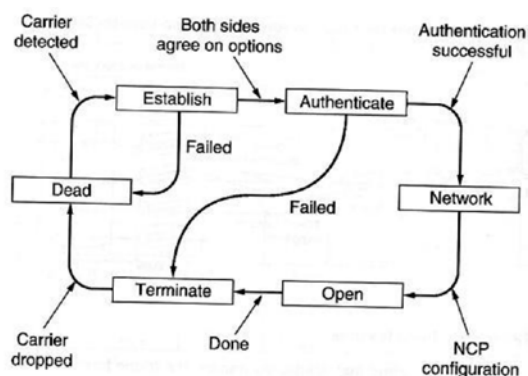 Carrier
detected
Both sides
agree on options
Authentication
successful
Establish
Authenticate
Failed
Dead
Failed
Network
Terminate
Open
Carrier
dropped
Done
NCP
configuration